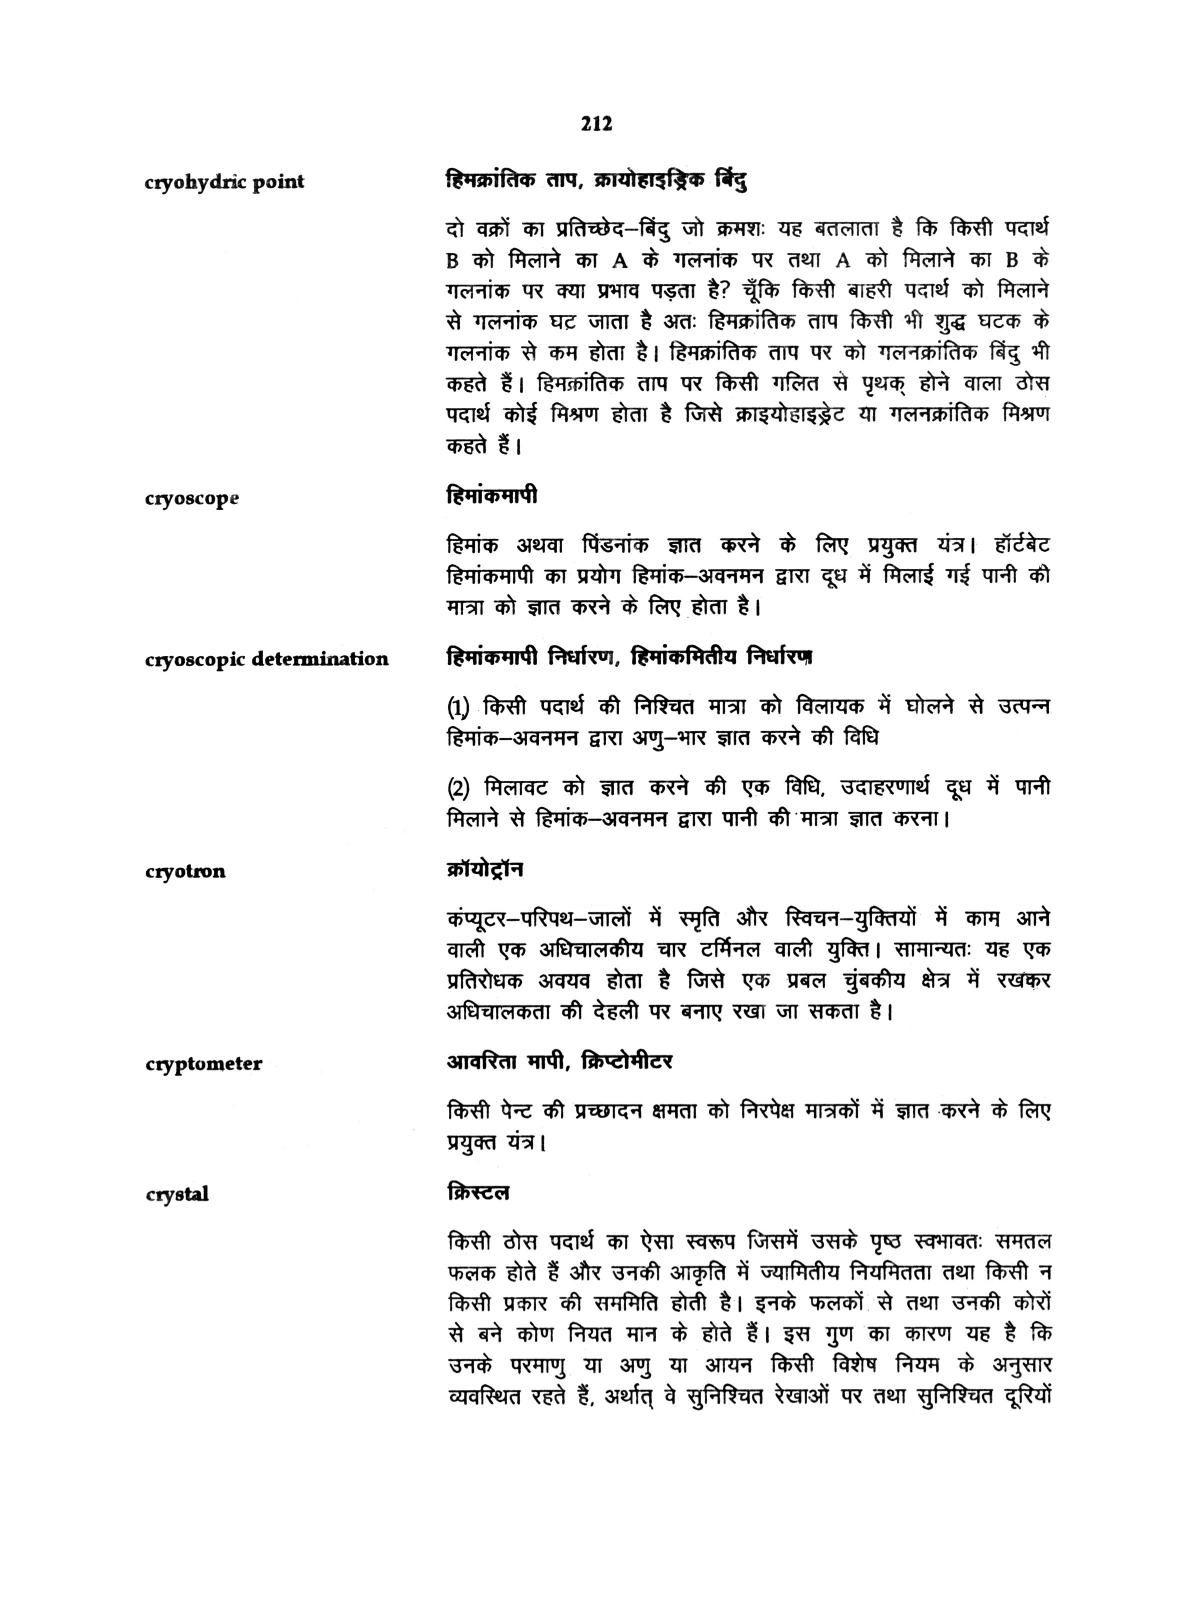 212
cryohydric point हिमक्रांतिक ताप, क्रायोहाइड्रिक बिंदु
दो वक्रों का प्रतिच्छेद–बिंदु जो क्रमशः यह बतलाता है कि किसी पदार्थ
B को मिलाने का A के गलनांक पर तथा A को मिलाने का B के
गलनांक पर क्या प्रभाव पड़ता है? चूँकि किसी बाहरी पदार्थ को मिलाने
से गलनांक घट जाता है अतः हिमक्रांतिक ताप किसी भी शुद्ध घटक के
गलनांक से कम होता है। हिमक्रांतिक ताप पर को गलनक्रांतिक बिंदु भी
कहते हैं। हिमक्रांतिक ताप पर किसी गलित से पृथक् होने वाला ठोस
पदार्थ कोई मिश्रण होता है जिसे क्राइयोहाइड्रेट या गलनक्रांतिक मिश्रण
कहते हैं।
cryoscope हिमांकमापी
हिमांक अथवा पिंडनांक ज्ञात करने के लिए प्रयुक्त यंत्र। हॉर्टबेट
हिमांकमापी का प्रयोग हिमांक–अवनमन द्वारा दूध में मिलाई गई पानी की
मात्रा को ज्ञात करने के लिए होता है।
cryoscopic determination हिमांकमापी निर्धारण, हिमांकमितीय निर्धारण
(1) किसी पदार्थ की निश्चित मात्रा को विलायक में घोलने से उत्पन्न
हिमांक–अवनमन द्वारा अणु–भार ज्ञात करने की विधि
(2) मिलावट को ज्ञात करने की एक विधि, उदाहरणार्थ दूध में पानी
मिलाने से हिमांक–अवनमन द्वारा पानी की मात्रा ज्ञात करना।
cryotron क्रॉयोट्रॉन
कंप्यूटर–परिपथ–जालों में स्मृति और स्विचन–युक्तियों में काम आने
वाली एक अधिचालकीय चार टर्मिनल वाली युक्ति। सामान्यतः यह एक
प्रतिरोधक अवयव होता है जिसे एक प्रबल चुंबकीय क्षेत्र में रखकर
अधिचालकता की देहली पर बनाए रखा जा सकता है।
cryptometer आवरिता मापी, क्रिप्टोमीटर
किसी पेन्ट की प्रच्छादन क्षमता को निरपेक्ष मात्रकों में ज्ञात करने के लिए
प्रयुक्त यंत्र।
crystal क्रिस्टल
किसी ठोस पदार्थ का ऐसा स्वरूप जिसमें उसके पृष्ठ स्वभावतः समतल
फलक होते हैं और उनकी आकृति में ज्यामितीय नियमितता तथा किसी न
किसी प्रकार की सममिति होती है। इनके फलकों से तथा उनकी कोरों
से बने कोण नियत मान के होते हैं। इस गुण का कारण यह है कि
उनके परमाणु या अणु या आयन किसी विशेष नियम के अनुसार
व्यवस्थित रहते हैं, अर्थात् वे सुनिश्चित रेखाओं पर तथा सुनिश्चित दूरियों